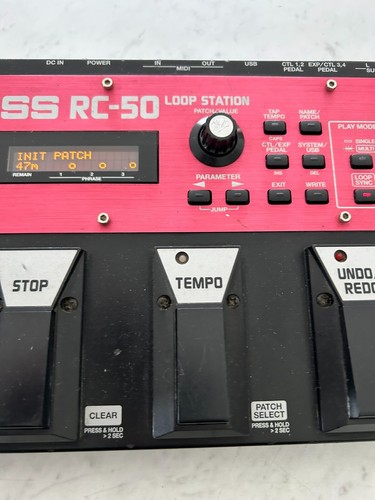 DC IN POWER IN MIDI OUT USB CTL 1,2 PEDAL EXP/CTL 3,4 PEDAL L
SU
SS RC-50 LOOP STATION
PATCH/VALUE
TAP TEMPO
NAME/ PATCH
PLAY MODE
CAPS
INIT PATCH
47m
REMAIN 1 2 3
PHRASE
CTL/EXP PEDAL
SYSTEM/ USB
SINGLE
MULTI
INS
DEL
PARAMETER
JUMP
EXIT
WRITE
LOOP SYNC
STOP
TEMPO
UNDO/
REDO
CLEAR
PRESS & HOLD
> 2 SEC
PATCH
SELECT
PRESS & HOLD
> 2 SEC